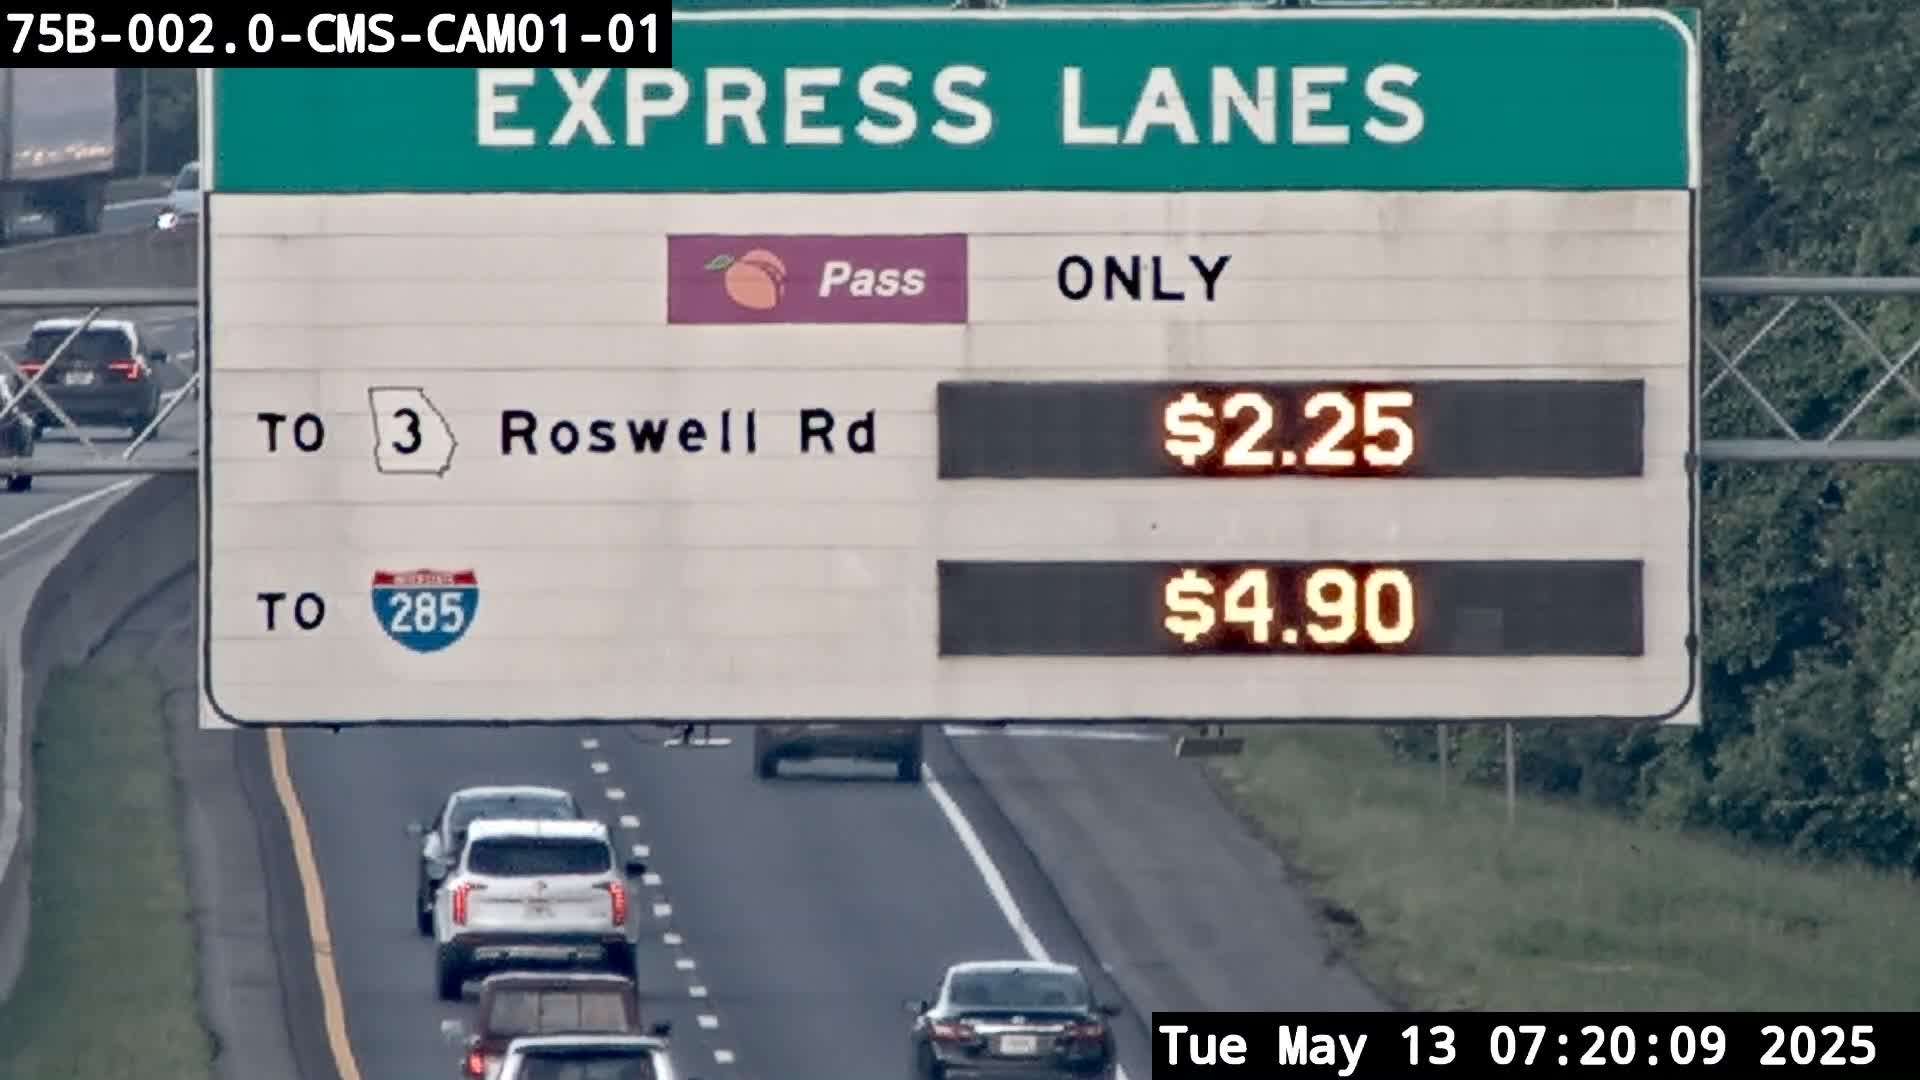 75B-002.0-CMS-CAM01-01
EXPRESS LANES
Pass ONLY
TO 3 Roswell Rd $2.25
TO INTERSTATE 285 $4.90
Tue May 13 07:20:09 2025